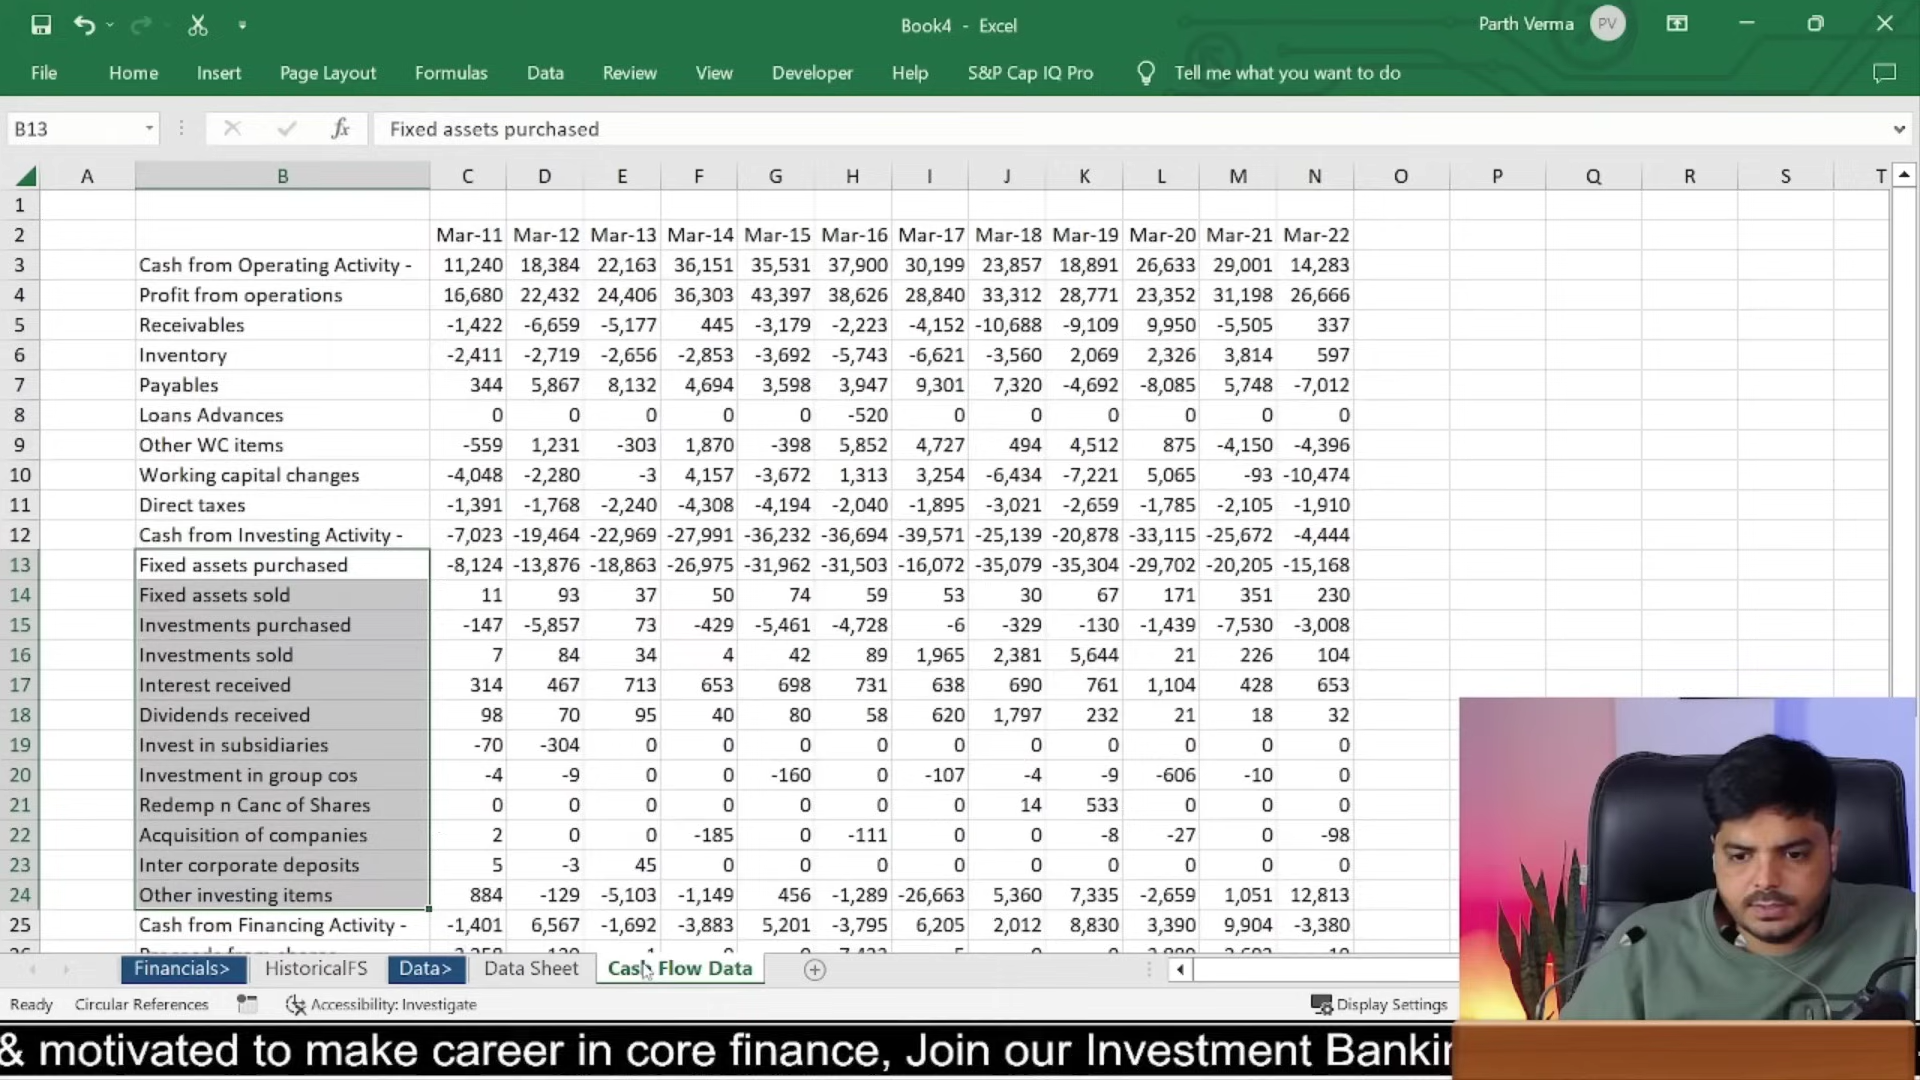 Book4 - Excel
Parth Verma PV
File Home Insert Page Layout Formulas Data Review View Developer Help S&P Cap IQ Pro Tell me what you want to do
B13 fx Fixed assets purchased
A B C D E F G H I J K L M N O P Q R S T
1
2 Mar-11 Mar-12 Mar-13 Mar-14 Mar-15 Mar-16 Mar-17 Mar-18 Mar-19 Mar-20 Mar-21 Mar-22
3 Cash from Operating Activity - 11,240 18,384 22,163 36,151 35,531 37,900 30,199 23,857 18,891 26,633 29,001 14,283
4 Profit from operations 16,680 22,432 24,406 36,303 43,397 38,626 28,840 33,312 28,771 23,352 31,198 26,666
5 Receivables -1,422 -6,659 -5,177 445 -3,179 -2,223 -4,152 -10,688 -9,109 9,950 -5,505 337
6 Inventory -2,411 -2,719 -2,656 -2,853 -3,692 -5,743 -6,621 -3,560 2,069 2,326 3,814 597
7 Payables 344 5,867 8,132 4,694 3,598 3,947 9,301 7,320 -4,692 -8,085 5,748 -7,012
8 Loans Advances 0 0 0 0 0 -520 0 0 0 0 0 0
9 Other WC items -559 1,231 -303 1,870 -398 5,852 4,727 494 4,512 875 -4,150 -4,396
10 Working capital changes -4,048 -2,280 -3 4,157 -3,672 1,313 3,254 -6,434 -7,221 5,065 -93 -10,474
11 Direct taxes -1,391 -1,768 -2,240 -4,308 -4,194 -2,040 -1,895 -3,021 -2,659 -1,785 -2,105 -1,910
12 Cash from Investing Activity - -7,023 -19,464 -22,969 -27,991 -36,232 -36,694 -39,571 -25,139 -20,878 -33,115 -25,672 -4,444
13 Fixed assets purchased -8,124 -13,876 -18,863 -26,975 -31,962 -31,503 -16,072 -35,079 -35,304 -29,702 -20,205 -15,168
14 Fixed assets sold 11 93 37 50 74 59 53 30 67 171 351 230
15 Investments purchased -147 -5,857 73 -429 -5,461 -4,728 -6 -329 -130 -1,439 -7,530 -3,008
16 Investments sold 7 84 34 4 42 89 1,965 2,381 5,644 21 226 104
17 Interest received 314 467 713 653 698 731 638 690 761 1,104 428 653
18 Dividends received 98 70 95 40 80 58 620 1,797 232 21 18 32
19 Invest in subsidiaries -70 -304 0 0 0 0 0 0 0 0 0 0
20 Investment in group cos -4 -9 0 0 -160 0 -107 -4 -9 -606 -10 0
21 Redemp n Canc of Shares 0 0 0 0 0 0 0 14 533 0 0 0
22 Acquisition of companies 2 0 0 -185 0 -111 0 0 -8 -27 0 -98
23 Inter corporate deposits 5 -3 45 0 0 0 0 0 0 0 0 0
24 Other investing items 884 -129 -5,103 -1,149 456 -1,289 -26,663 5,360 7,335 -2,659 1,051 12,813
25 Cash from Financing Activity - -1,401 6,567 -1,692 -3,883 5,201 -3,795 6,205 2,012 8,830 3,390 9,904 -3,380
Financials> HistoricalFS Data> Data Sheet Cash Flow Data
Ready Circular References Accessibility: Investigate Display Settings
& motivated to make career in core finance, Join our Investment